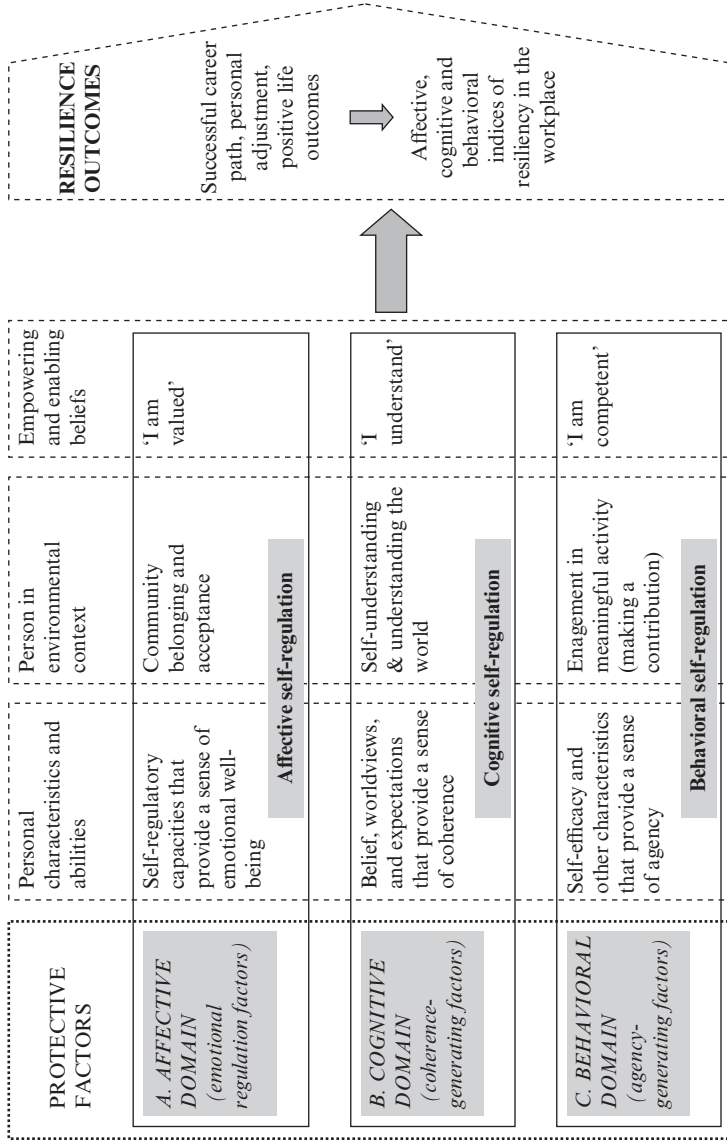 PROTECTIVE
FACTORS
Personal
characteristics and
abilities
Person in
environmental
context
Empowering
and enabling
beliefs
RESILIENCE
OUTCOMES
A. AFFECTIVE
DOMAIN
(emotional
regulation factors)
Self-regulatory
capacities that
provide a sense of
emotional well-
being
Community
belonging and
acceptance
'I am
valued'
Affective self-regulation
B. COGNITIVE
DOMAIN
(coherence-
generating factors)
Belief, worldviews,
and expectations
that provide a sense
of coherence
Self-understanding
& understanding the
world
'I
understand'
Cognitive self-regulation
C. BEHAVIORAL
DOMAIN
(agency-
generating factors)
Self-efficacy and
other characteristics
that provide a sense
of agency
Enagement in
meaningful activity
(making a
contribution)
'I am
competent'
Behavioral self-regulation
Successful career
path, personal
adjustment,
positive life
outcomes
Affective,
cognitive and
behavioral
indices of
resiliency in the
workplace